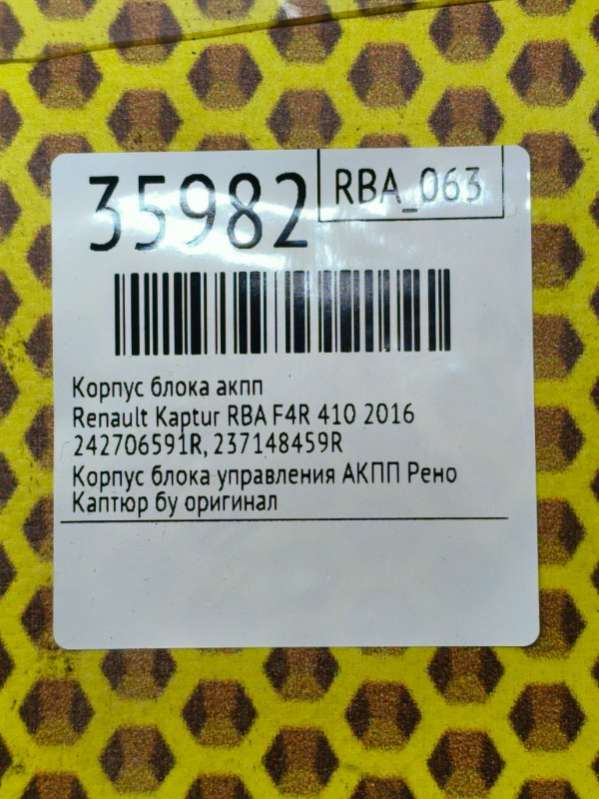 35982
RBA_063
Корпус блока акпп
Renault Kaptur RBA F4R 410 2016
242706591R, 237148459R
Корпус блока управления АКПП Рено
Каптюр бу оригинал